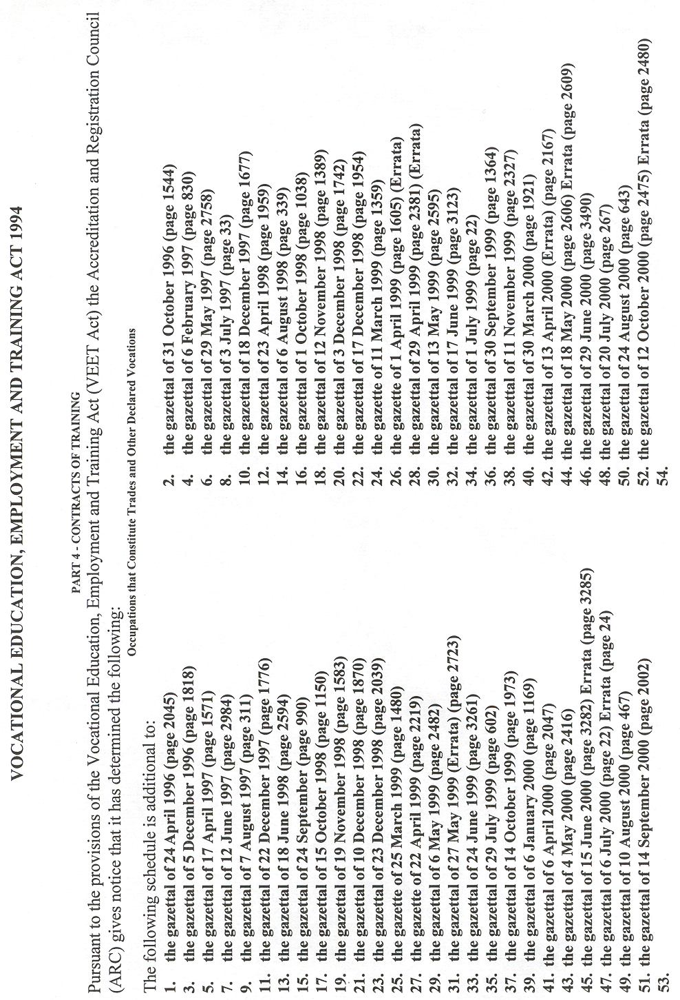 VOCATIONAL EDUCATION, EMPLOYMENT AND TRAINING ACT 1994
PART 4 - CONTRACTS OF TRAINING
Pursuant to the provisions of the Vocational Education, Employment and Training Act (VEET Act) the Accreditation and Registration Council
(ARC) gives notice that it has determined the following:
Occupations that Constitute Trades and Other Declared Vocations
The following schedule is additional to:
1. the gazettal of 24 April 1996 (page 2045) 2. the gazettal of 31 October 1996 (page 1544)
3. the gazettal of 5 December 1996 (page 1818) 4. the gazettal of 6 February 1997 (page 830)
5. the gazettal of 17 April 1997 (page 1571) 6. the gazettal of 29 May 1997 (page 2758)
7. the gazettal of 12 June 1997 (page 2984) 8. the gazettal of 3 July 1997 (page 33)
9. the gazettal of 7 August 1997 (page 311) 10. the gazettal of 18 December 1997 (page 1677)
11. the gazettal of 22 December 1997 (page 1776) 12. the gazettal of 23 April 1998 (page 1959)
13. the gazettal of 18 June 1998 (page 2594) 14. the gazettal of 6 August 1998 (page 339)
15. the gazettal of 24 September (page 990) 16. the gazettal of 1 October 1998 (page 1038)
17. the gazettal of 15 October 1998 (page 1150) 18. the gazettal of 12 November 1998 (page 1389)
19. the gazettal of 19 November 1998 (page 1583) 20. the gazettal of 3 December 1998 (page 1742)
21. the gazettal of 10 December 1998 (page 1870) 22. the gazettal of 17 December 1998 (page 1954)
23. the gazettal of 23 December 1998 (page 2039) 24. the gazette of 11 March 1999 (page 1359)
25. the gazette of 25 March 1999 (page 1480) 26. the gazette of 1 April 1999 (page 1605) (Errata)
27. the gazette of 22 April 1999 (page 2219) 28. the gazettal of 29 April 1999 (page 2381) (Errata)
29. the gazettal of 6 May 1999 (page 2482) 30. the gazettal of 13 May 1999 (page 2595)
31. the gazettal of 27 May 1999 (Errata) (page 2723) 32. the gazettal of 17 June 1999 (page 3123)
33. the gazettal of 24 June 1999 (page 3261) 34. the gazettal of 1 July 1999 (page 22)
35. the gazettal of 29 July 1999 (page 602) 36. the gazettal of 30 September 1999 (page 1364)
37. the gazettal of 14 October 1999 (page 1973) 38. the gazettal of 11 November 1999 (page 2327)
39. the gazettal of 6 January 2000 (page 1169) 40. the gazettal of 30 March 2000 (page 1921)
41. the gazettal of 6 April 2000 (page 2047) 42. the gazettal of 13 April 2000 (Errata) (page 2167)
43. the gazettal of 4 May 2000 (page 2416) 44. the gazettal of 18 May 2000 (page 2606) Errata (page 2609)
45. the gazettal of 15 June 2000 (page 3282) Errata (page 3285) 46. the gazettal of 29 June 2000 (page 3490)
47. the gazettal of 6 July 2000 (page 22) Errata (page 24) 48. the gazettal of 20 July 2000 (page 267)
49. the gazettal of 10 August 2000 (page 467) 50. the gazettal of 24 August 2000 (page 643)
51. the gazettal of 14 September 2000 (page 2002) 52. the gazettal of 12 October 2000 (page 2475) Errata (page 2480)
53. 54.